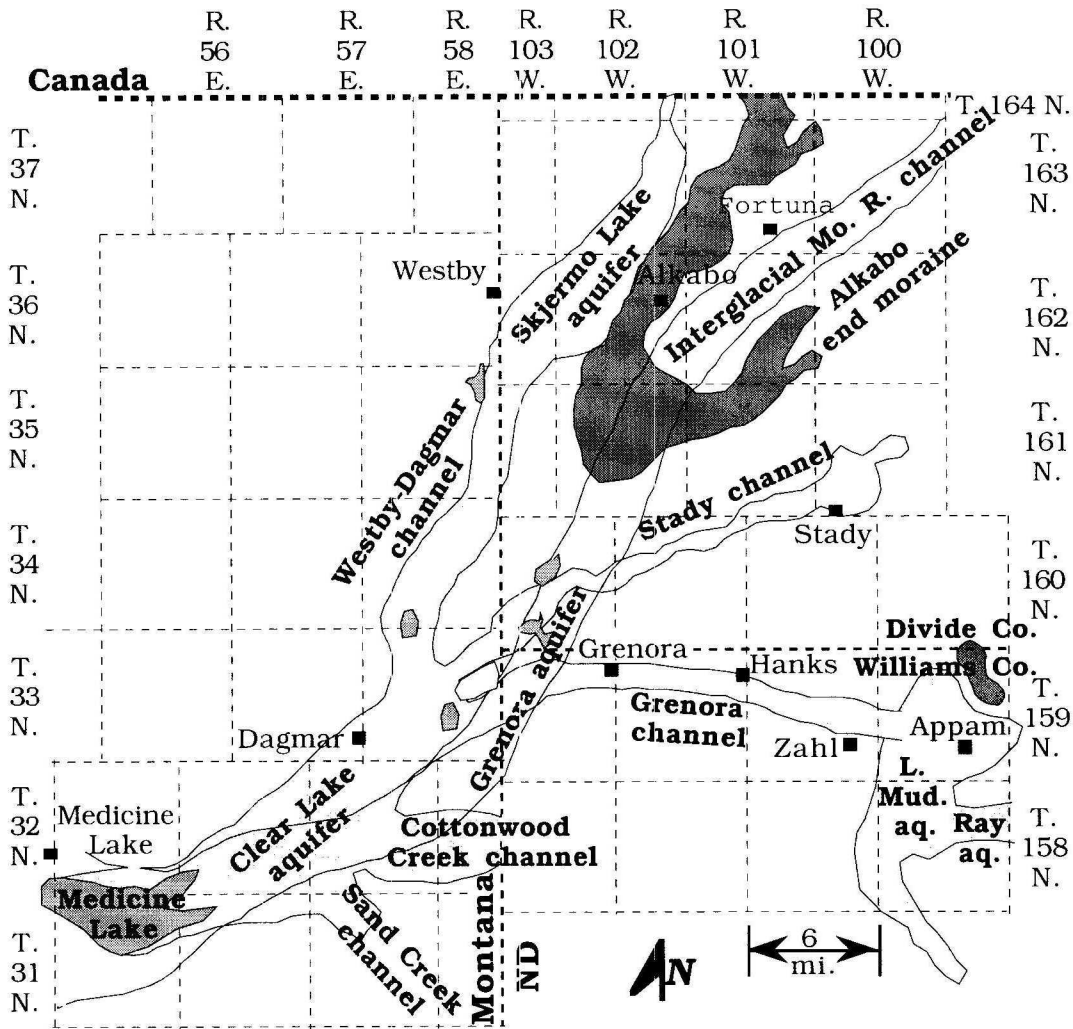 R.
56
E.
R.
57
E.
R.
58
E.
R.
103
W.
R.
102
W.
R.
101
W.
R.
100
W.
Canada
T. 164 N.
T.
37
N.
T.
163
N.
Interglacial Mo. R. channel
Fortuna
Skjermo Lake
aquifer
Westby
Alkabo
Alkabo
end moraine
T.
36
N.
T.
162
N.
T.
35
N.
T.
161
N.
Westby-Dagmar
channel
Stady channel
Stady
T.
34
N.
T.
160
N.
Grenora aquifer
Divide Co.
Williams Co.
Grenora
Hanks
T.
33
N.
T.
159
N.
Grenora
channel
Dagmar
Zahl
Appam
L.
Mud.
aq.
Ray
aq.
T.
32
N.
T.
158
N.
Medicine
Lake
Clear Lake
aquifer
Cottonwood
Creek channel
Medicine
Lake
Sand Creek
channel
T.
31
N.
Montana
ND
N
6
mi.